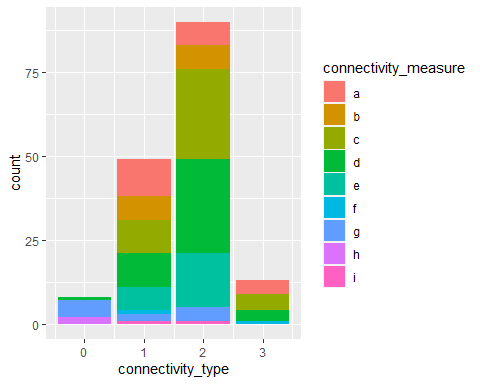 connectivity_measure
a
b
c
d
e
f
g
h
i
count
75
50
25
0
0 1 2 3
connectivity_type